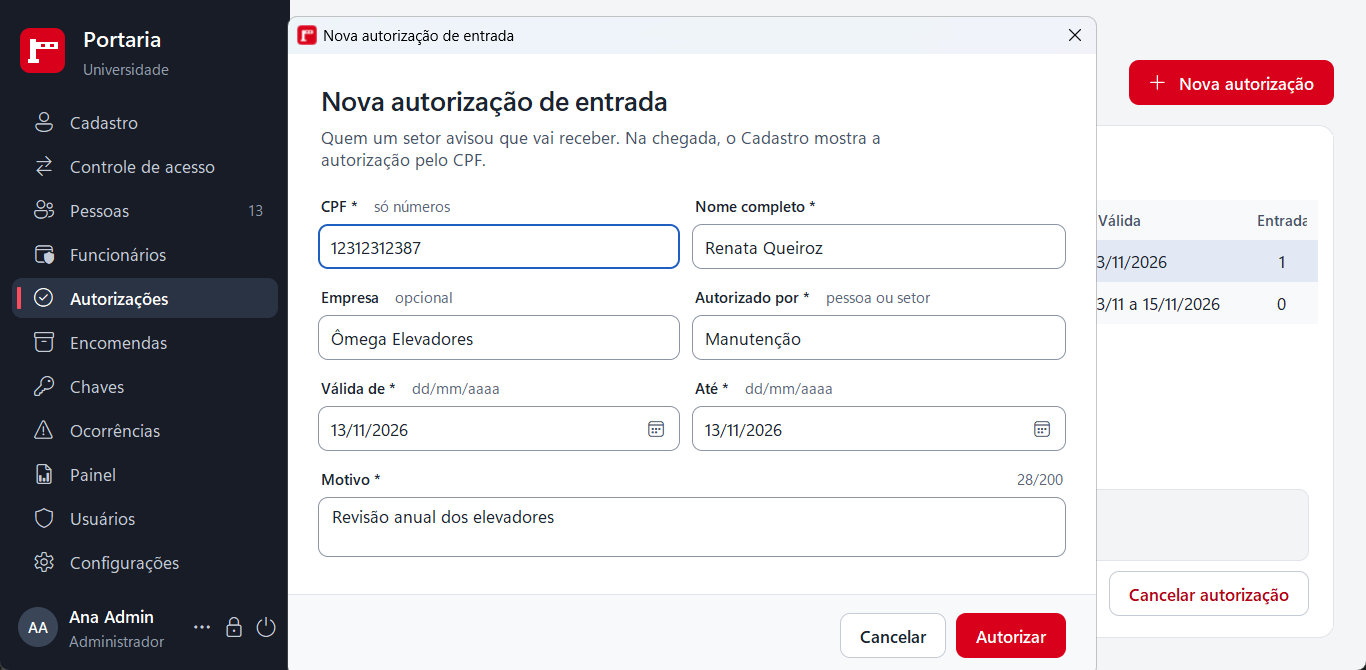 Portaria
Universidade
Cadastro
Controle de acesso
Pessoas 13
Funcionários
Autorizações
Encomendas
Chaves
Ocorrências
Painel
Usuários
Configurações
AA
Ana Admin
Administrador
Nova autorização de entrada
Nova autorização de entrada
Quem um setor avisou que vai receber. Na chegada, o Cadastro mostra a
autorização pelo CPF.
CPF * só números
Nome completo *
12312312387
Renata Queiroz
Empresa opcional
Autorizado por * pessoa ou setor
Ômega Elevadores
Manutenção
Válida de * dd/mm/aaaa
Até * dd/mm/aaaa
13/11/2026
13/11/2026
Motivo * 28/200
Revisão anual dos elevadores
Cancelar
Autorizar
Nova autorização
Válida
3/11/2026 1
3/11 a 15/11/2026 0
Cancelar autorização